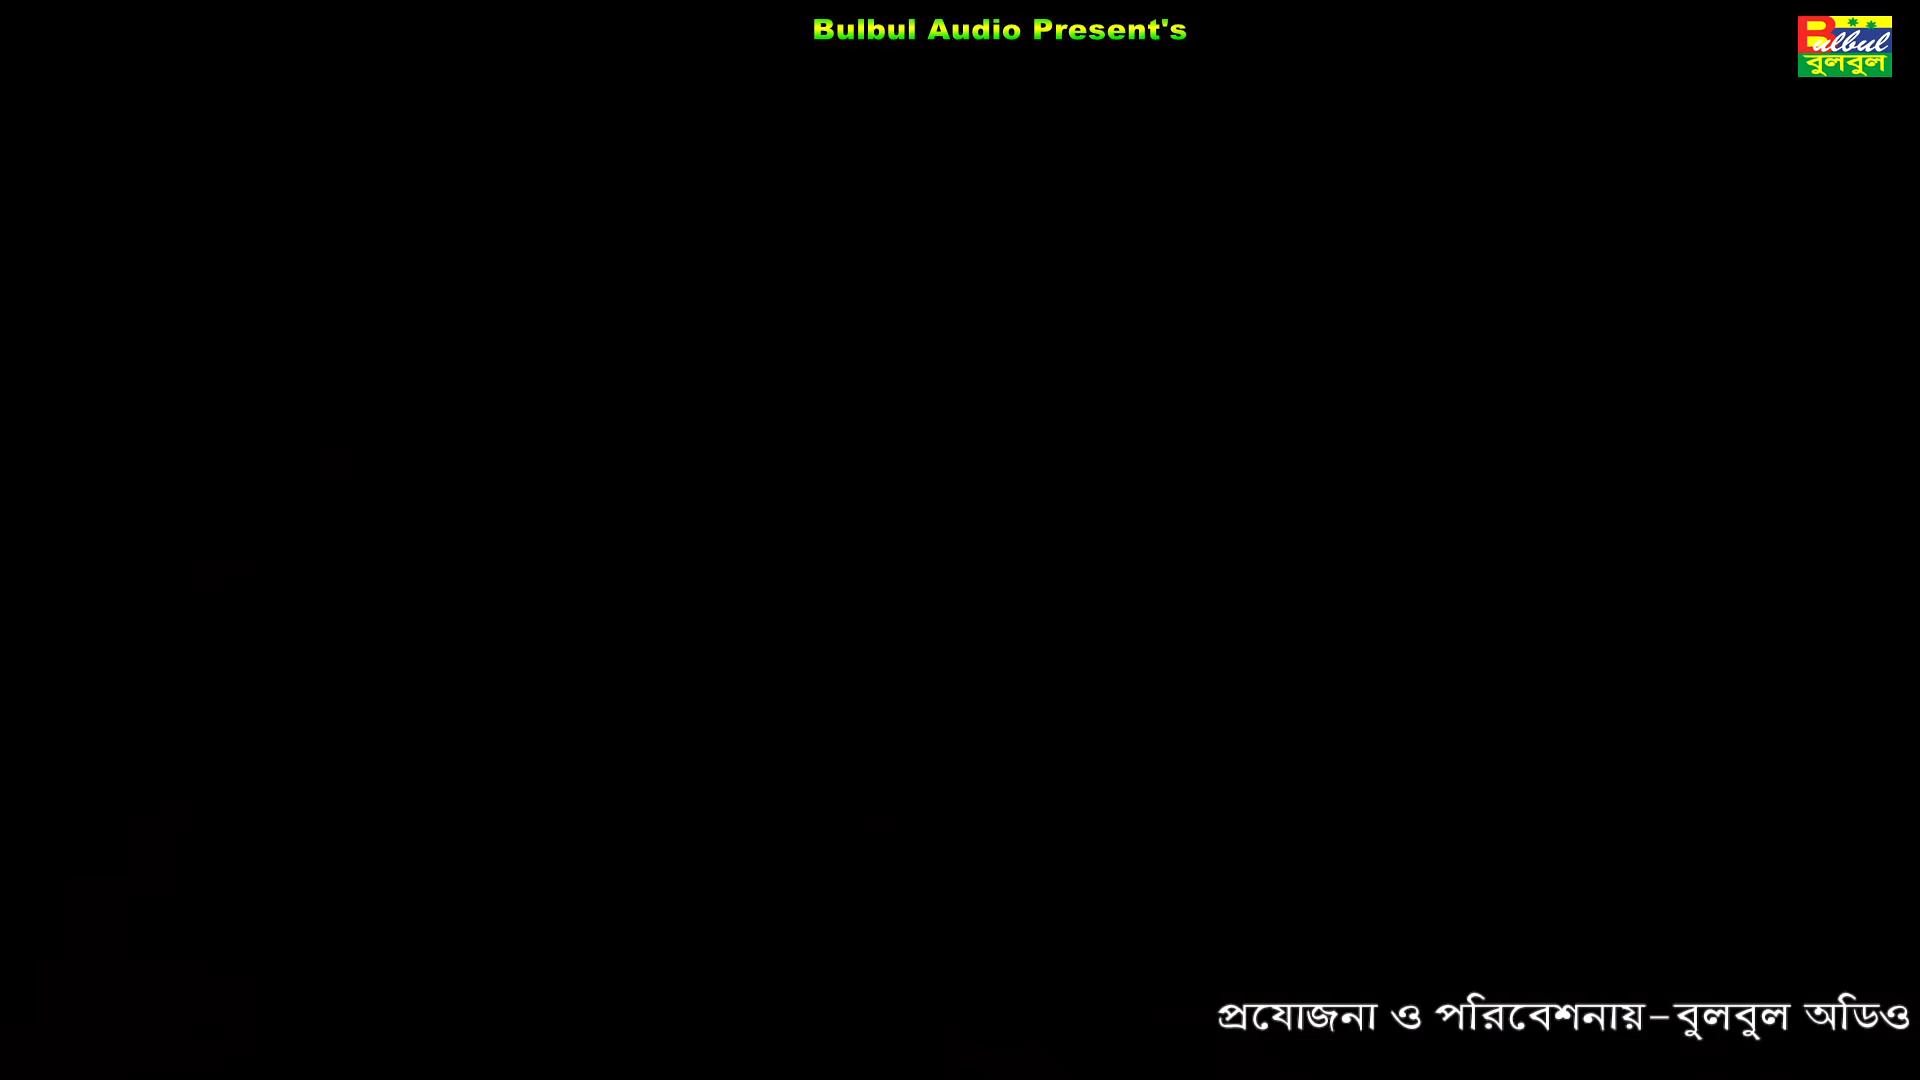 Bulbul Audio Present's
Bulbul
বুলবুল
প্রযোজনা ও পরিবেশনায়-বুলবুল অডিও